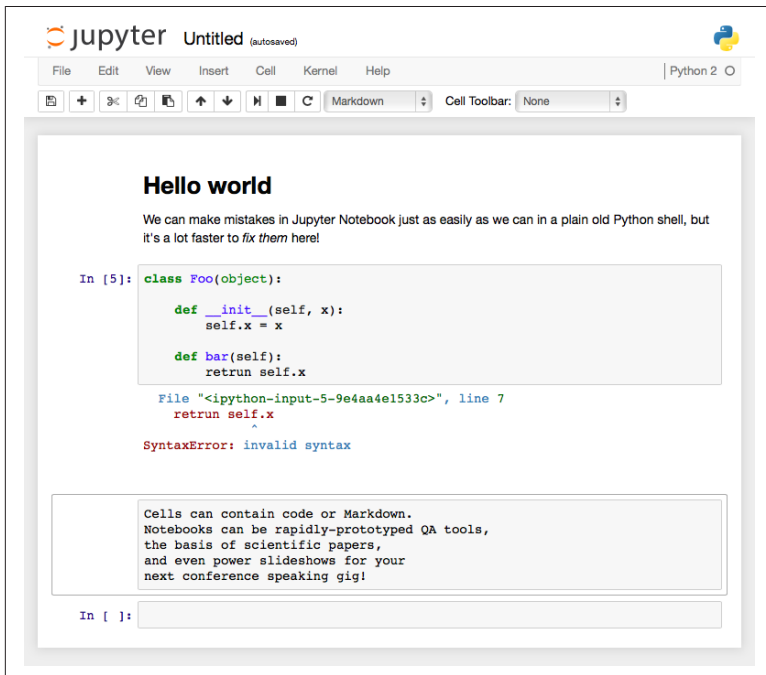 jupyter Untitled (autosaved)
File Edit View Insert Cell Kernel Help Python 2
Markdown Cell Toolbar: None
Hello world
We can make mistakes in Jupyter Notebook just as easily as we can in a plain old Python shell, but
it's a lot faster to fix them here!
In [5]: class Foo(object):
def __init__(self, x):
self.x = x
def bar(self):
retrun self.x
File "<ipython-input-5-9e4aa4e1533c>", line 7
retrun self.x
^
SyntaxError: invalid syntax
Cells can contain code or Markdown.
Notebooks can be rapidly-prototyped QA tools,
the basis of scientific papers,
and even power slideshows for your
next conference speaking gig!
In [ ]: